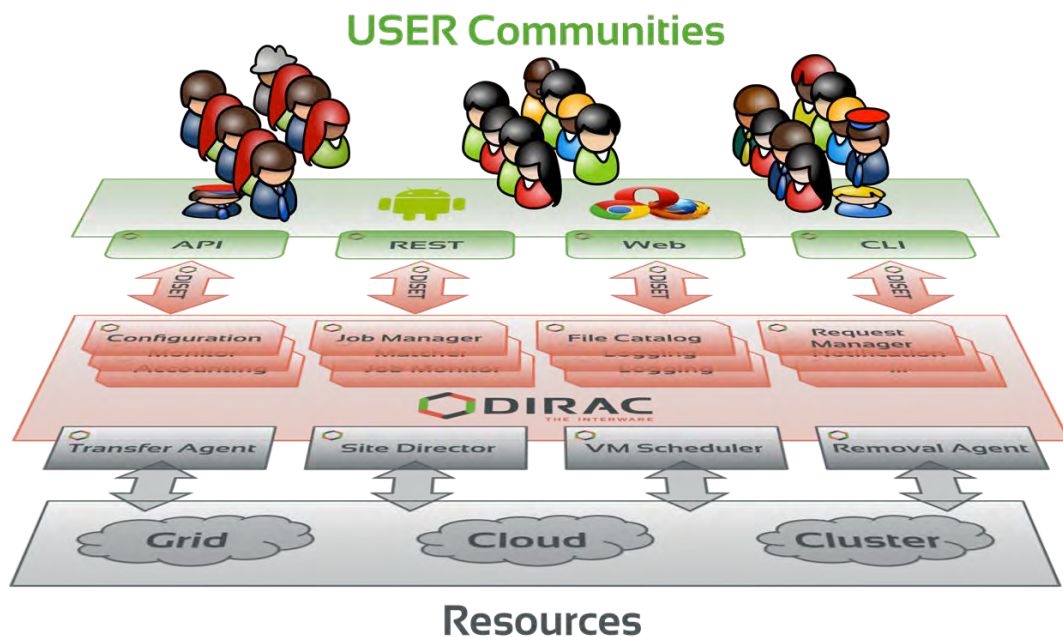 USER Communities
API
REST
Web
CLI
DISET
DISET
DISET
DISET
Configuration
Monitor
Accounting
Job Manager
Matcher
Job Monitor
File Catalog
Logging
Logging
Request
Manager
Notification
...
DIRAC
THE INTERWARE
Transfer Agent
Site Director
VM Scheduler
Removal Agent
Grid
Cloud
Cluster
Resources